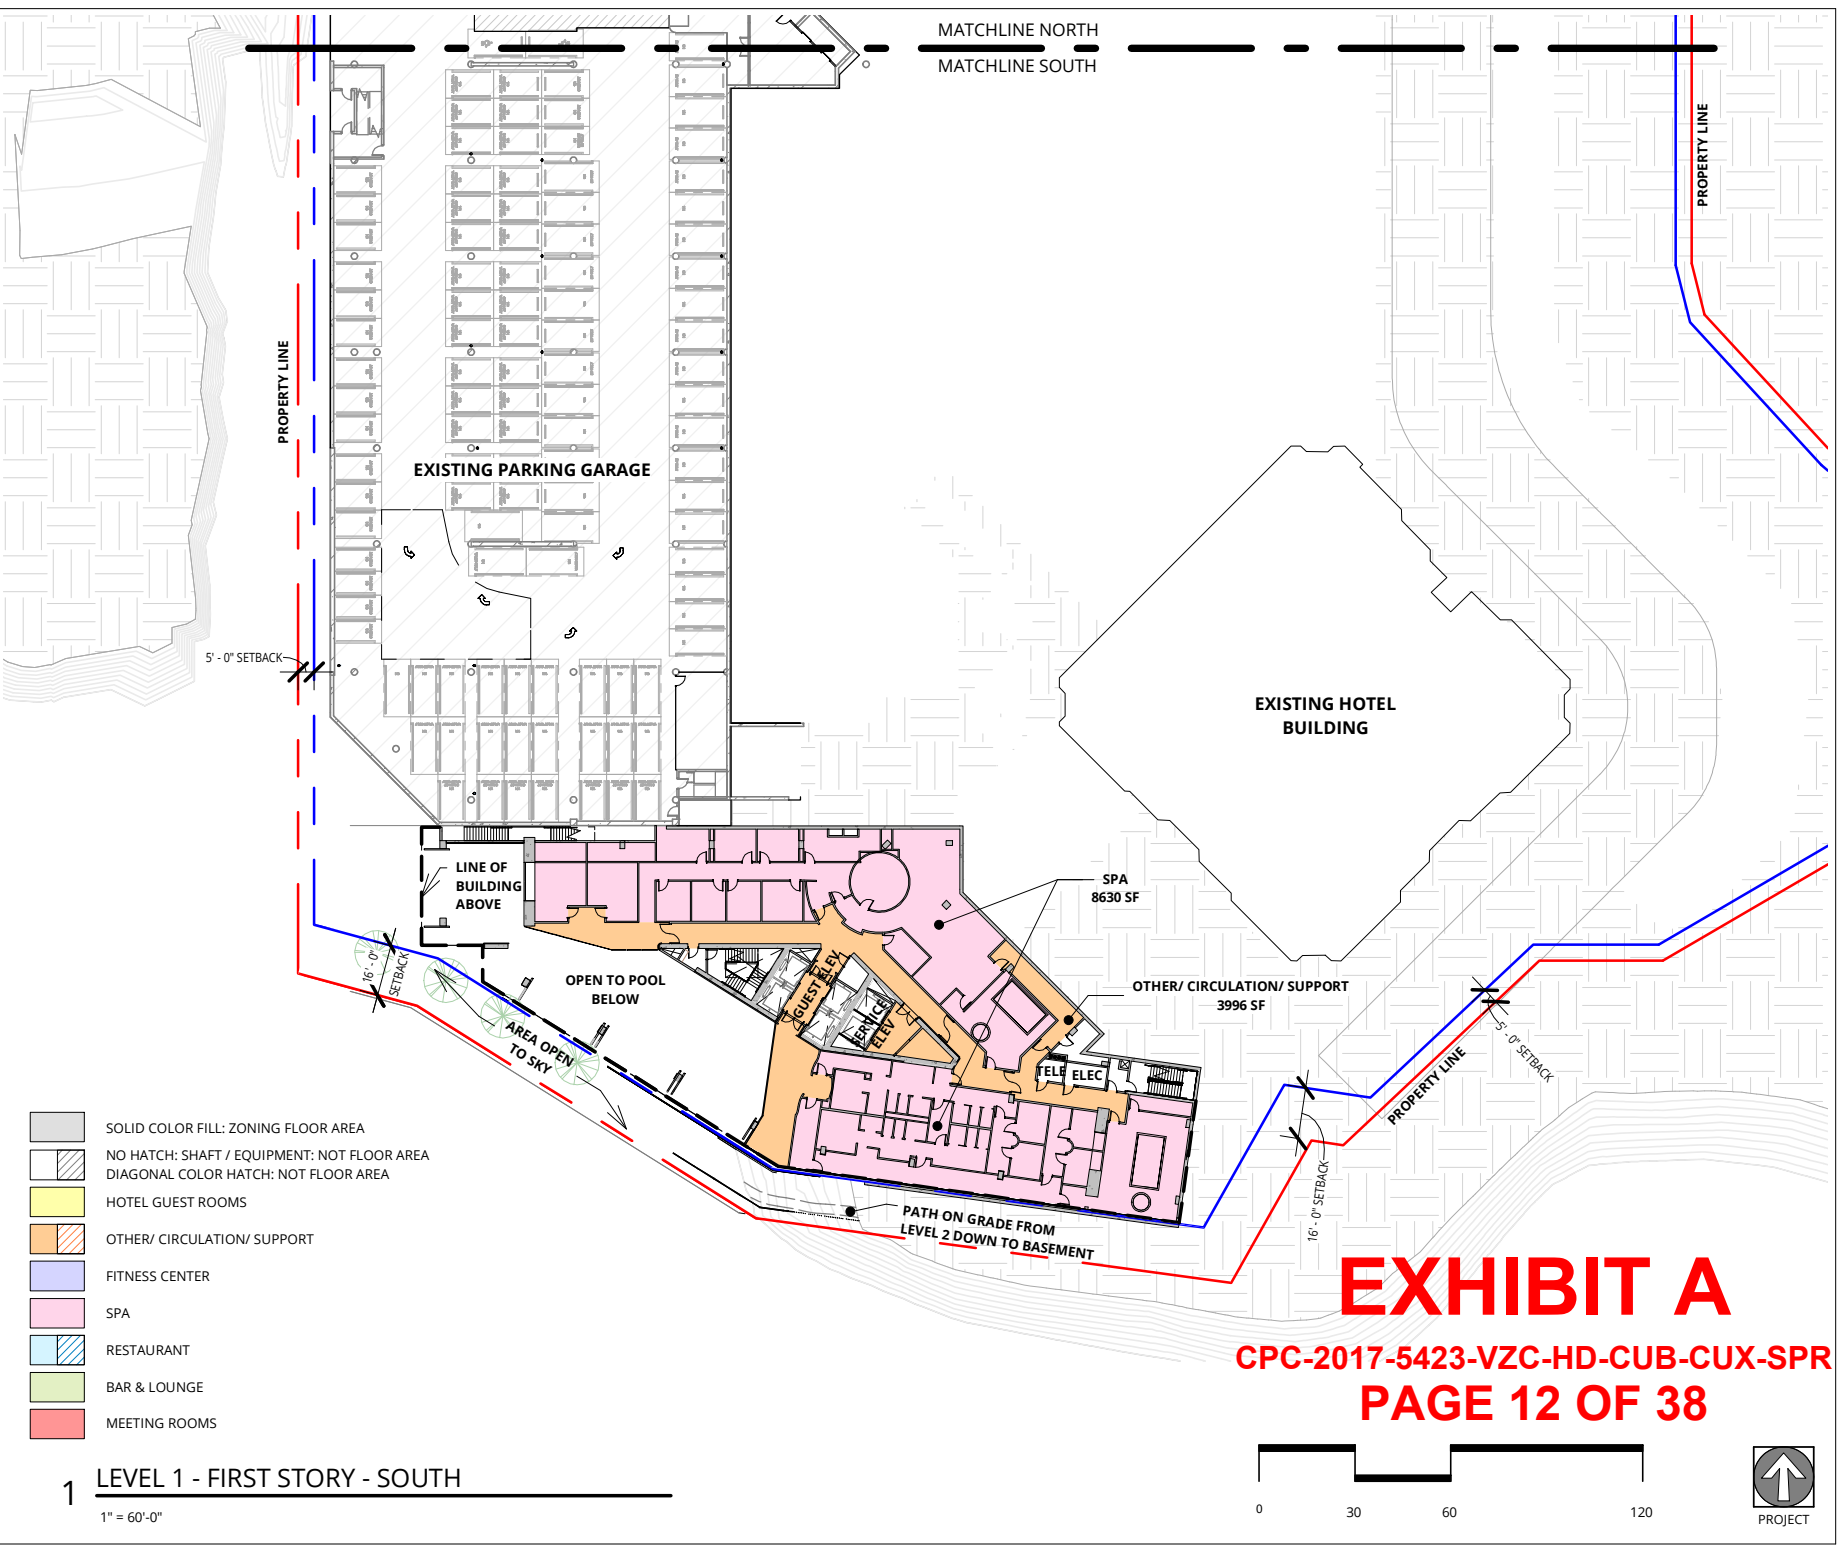 MATCHLINE NORTH
MATCHLINE SOUTH
PROPERTY LINE
PROPERTY LINE
EXISTING PARKING GARAGE
5' - 0" SETBACK
EXISTING HOTEL
BUILDING
LINE OF
BUILDING
ABOVE
SPA
8630 SF
16' - 0"
SETBACK
OPEN TO POOL
BELOW
GUEST ELEV
SERVICE
ELEV
OTHER/ CIRCULATION/ SUPPORT
3996 SF
AREA OPEN
TO SKY
TELE
ELEC
5' - 0" SETBACK
PROPERTY LINE
16' - 0" SETBACK
PATH ON GRADE FROM
LEVEL 2 DOWN TO BASEMENT
SOLID COLOR FILL: ZONING FLOOR AREA
NO HATCH: SHAFT / EQUIPMENT: NOT FLOOR AREA
DIAGONAL COLOR HATCH: NOT FLOOR AREA
HOTEL GUEST ROOMS
OTHER/ CIRCULATION/ SUPPORT
FITNESS CENTER
SPA
RESTAURANT
BAR & LOUNGE
MEETING ROOMS
EXHIBIT A
CPC-2017-5423-VZC-HD-CUB-CUX-SPR
PAGE 12 OF 38
1 LEVEL 1 - FIRST STORY - SOUTH
1" = 60'-0"
0 30 60 120
PROJECT